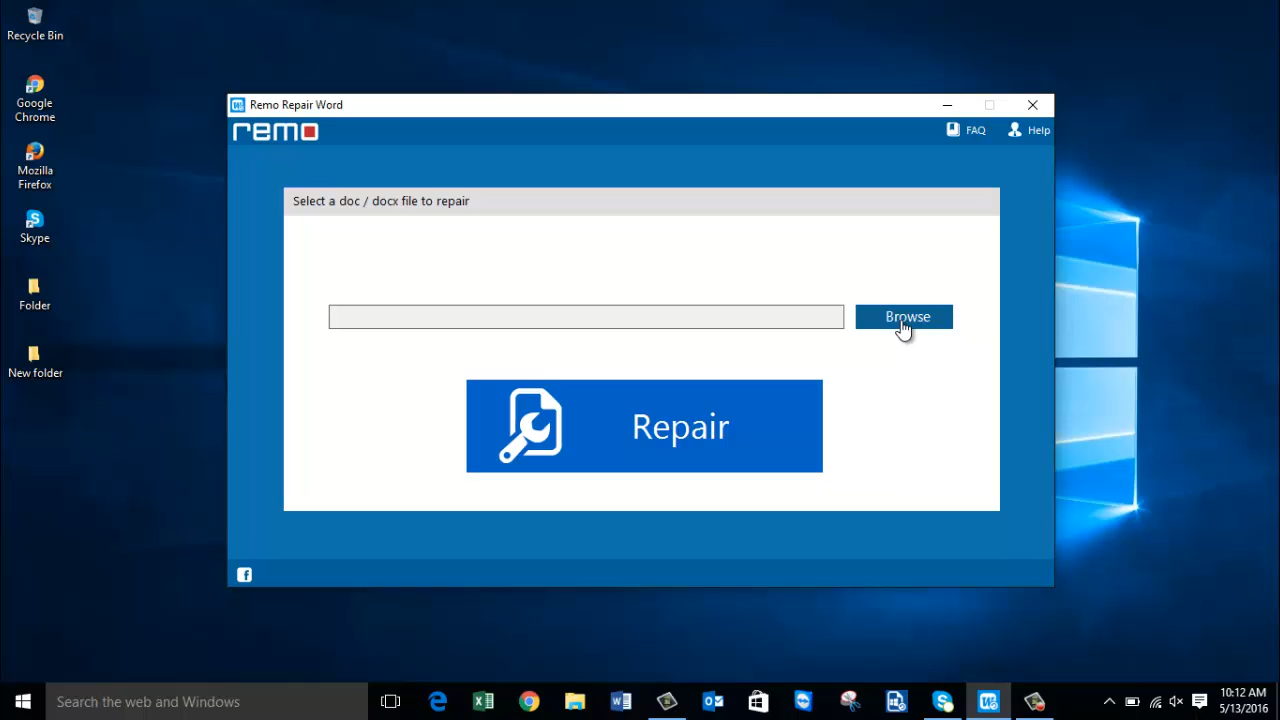 Recycle Bin
Google
Chrome
Mozilla
Firefox
Skype
Folder
New folder
Remo Repair Word
remo
FAQ
Help
Select a doc / docx file to repair
Browse
Repair
Search the web and Windows
10:12 AM
5/13/2016